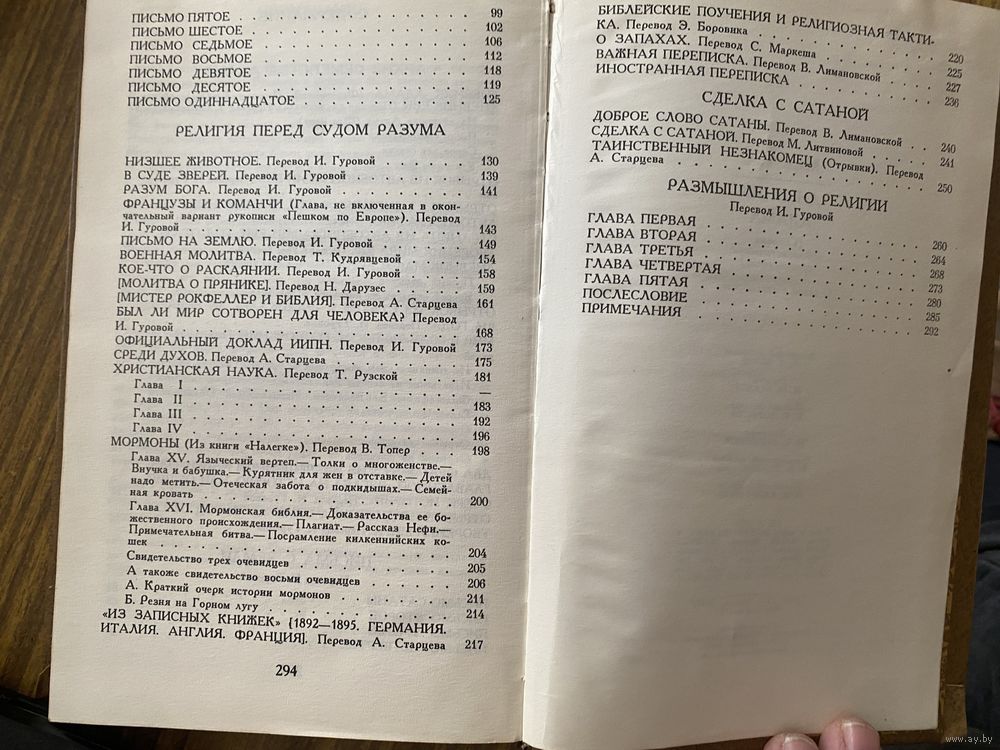 ПИСЬМО ПЯТОЕ . . . . . . . . . . . 99
ПИСЬМО ШЕСТОЕ . . . . . . . . . . . 102
ПИСЬМО СЕДЬМОЕ . . . . . . . . . . . 106
ПИСЬМО ВОСЬМОЕ . . . . . . . . . . . 112
ПИСЬМО ДЕВЯТОЕ . . . . . . . . . . . 118
ПИСЬМО ДЕСЯТОЕ . . . . . . . . . . . 119
ПИСЬМО ОДИННАДЦАТОЕ . . . . . . . . . 125
РЕЛИГИЯ ПЕРЕД СУДОМ РАЗУМА
НИЗШЕЕ ЖИВОТНОЕ. Перевод И. Гуровой . . . . . 130
В СУДЕ ЗВЕРЕЙ. Перевод И. Гуровой . . . . . . 139
РАЗУМ БОГА. Перевод И. Гуровой . . . . . . . 141
ФРАНЦУЗЫ И КОМАНЧИ (Глава, не включенная в окон-
чательный вариант рукописи «Пешком по Европе»). Перевод
И. Гуровой . . . . . . . . . . . . . 143
ПИСЬМО НА ЗЕМЛЮ. Перевод И. Гуровой . . . . . 149
ВОЕННАЯ МОЛИТВА. Перевод Т. Кудрявцевой . . . . 154
КОЕ-ЧТО О РАСКАЯНИИ. Перевод И. Гуровой . . . . 158
[МОЛИТВА О ПРЯНИКЕ]. Перевод Н. Дарузес . . . . 159
[МИСТЕР РОКФЕЛЛЕР И БИБЛИЯ]. Перевод А. Старцева 161
БЫЛ ЛИ МИР СОТВОРЕН ДЛЯ ЧЕЛОВЕКА? Перевод
И. Гуровой . . . . . . . . . . . . . 168
ОФИЦИАЛЬНЫЙ ДОКЛАД ИИПН. Перевод И. Гуровой 173
СРЕДИ ДУХОВ. Перевод А. Старцева . . . . . . 175
ХРИСТИАНСКАЯ НАУКА. Перевод Т. Рузской . . . . 181
Глава I . . . . . . . . . . . . . —
Глава II . . . . . . . . . . . . . 183
Глава III . . . . . . . . . . . . . 192
Глава IV . . . . . . . . . . . . . 196
МОРМОНЫ (Из книги «Налегке»). Перевод В. Топер . . . 198
Глава XV. Языческий вертеп.— Толки о многоженстве.—
Внучка и бабушка.— Курятник для жен в отставке.— Детей
надо метить.— Отеческая забота о подкидышах.— Семей-
ная кровать . . . . . . . . . . . . 200
Глава XVI. Мормонская библия.— Доказательства ее бо-
жественного происхождения.— Плагиат.— Рассказ Нефи.—
Примечательная битва.— Посрамление килкеннийских ко-
шек . . . . . . . . . . . . . . 204
Свидетельство трех очевидцев . . . . . . . . 205
А такоже свидетельство восьми очевидцев . . . . . 206
А. Краткий очерк истории мормонов . . . . . . 211
Б. Резня на Горном лугу . . . . . . . . . 214
«ИЗ ЗАПИСНЫХ КНИЖЕК» [1892—1895. ГЕРМАНИЯ.
ИТАЛИЯ. АНГЛИЯ. ФРАНЦИЯ]. Перевод А. Старцева 217
294
БИБЛЕЙСКИЕ ПОУЧЕНИЯ И РЕЛИГИОЗНАЯ ТАКТИ-
КА. Перевод Э. Боровика . . . . . . . . . 220
О ЗАПАХАХ. Перевод С. Маркеша . . . . . . . 225
ВАЖНАЯ ПЕРЕПИСКА. Перевод В. Лимановской . . . 227
ИНОСТРАННАЯ ПЕРЕПИСКА . . . . . . . . 236
СДЕЛКА С САТАНОЙ
ДОБРОЕ СЛОВО САТАНЫ. Перевод В. Лимановской . . 240
СДЕЛКА С САТАНОЙ. Перевод М. Литвиновой . . . . 241
ТАИНСТВЕННЫЙ НЕЗНАКОМЕЦ (Отрывки). Перевод
А. Старцева . . . . . . . . . . . . 250
РАЗМЫШЛЕНИЯ О РЕЛИГИИ
Перевод И. Гуровой
ГЛАВА ПЕРВАЯ . . . . . . . . . . . 260
ГЛАВА ВТОРАЯ . . . . . . . . . . . 264
ГЛАВА ТРЕТЬЯ . . . . . . . . . . . 268
ГЛАВА ЧЕТВЕРТАЯ . . . . . . . . . . 273
ГЛАВА ПЯТАЯ . . . . . . . . . . . 280
ПОСЛЕСЛОВИЕ . . . . . . . . . . . 285
ПРИМЕЧАНИЯ . . . . . . . . . . . 292
www.ay.by